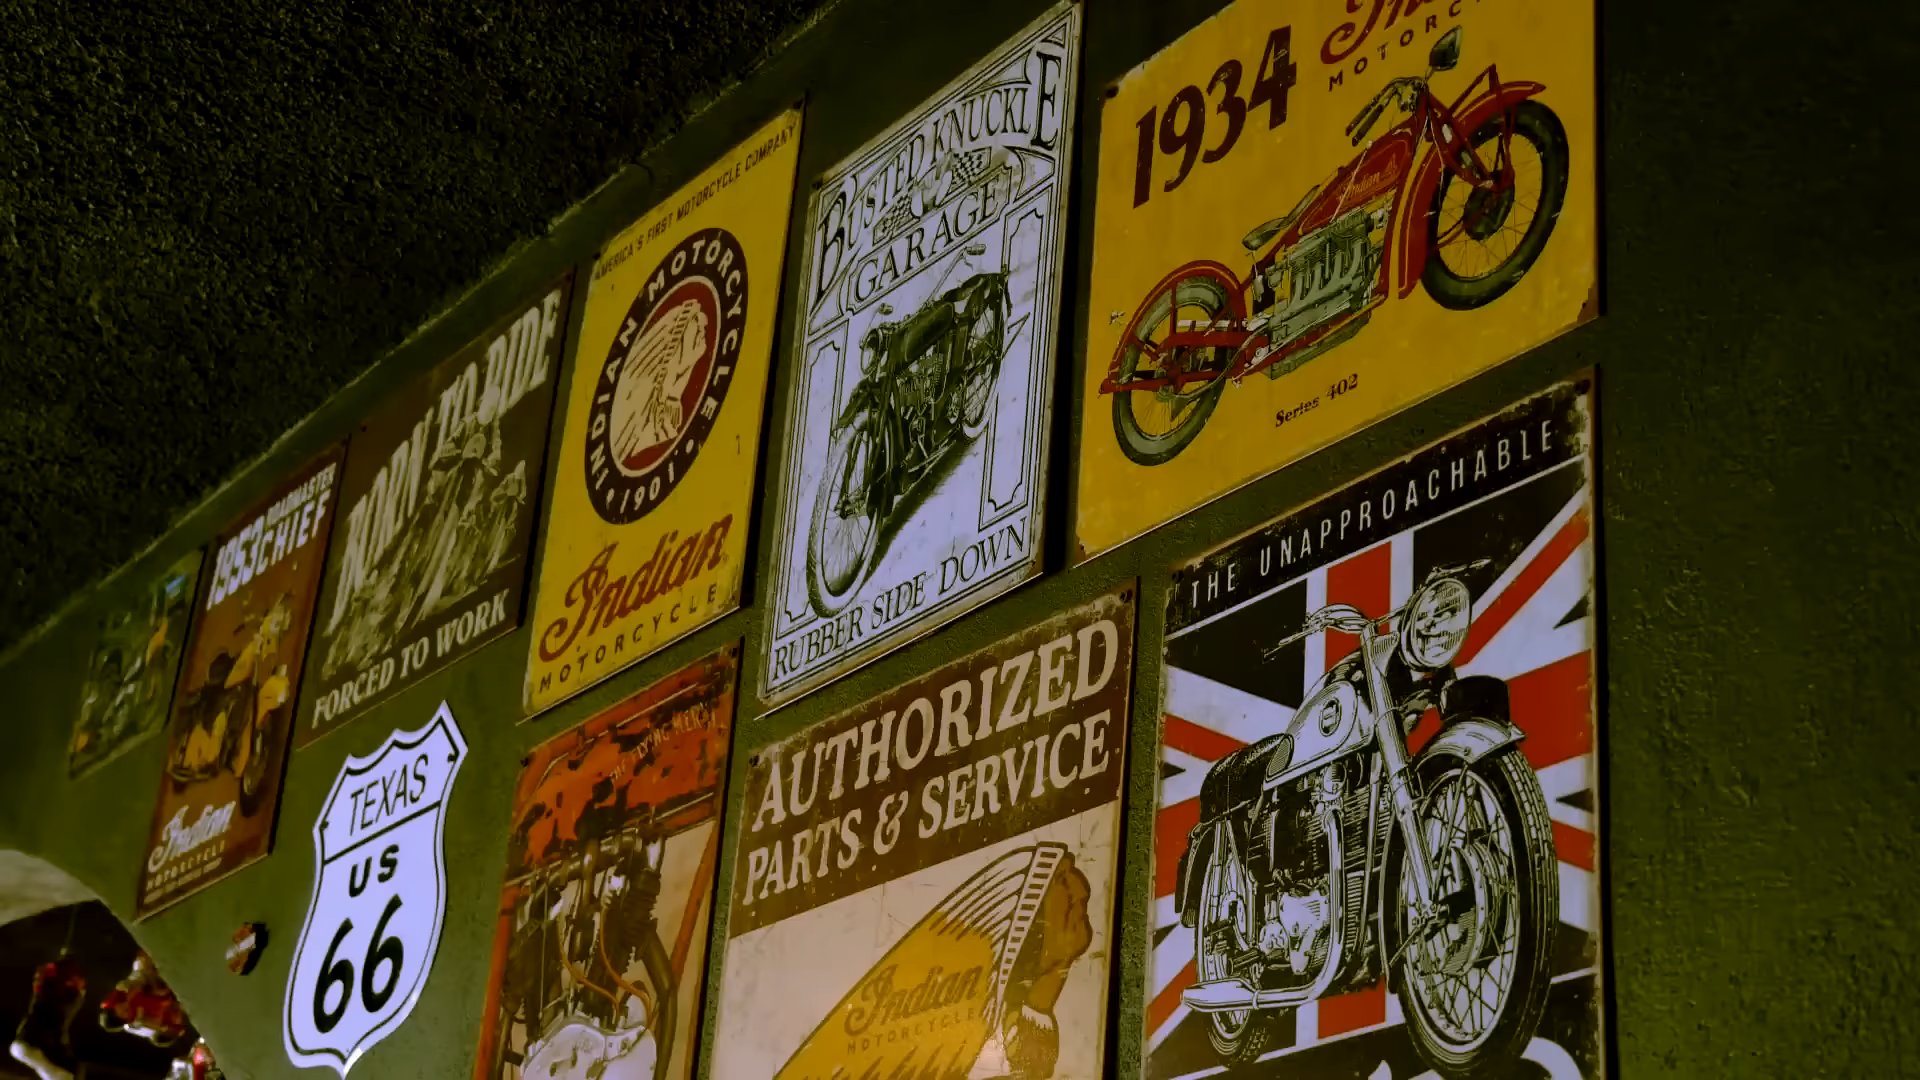 1953 ROADMASTER
CHIEF
Indian
MOTORCYCLE
BORN TO RIDE
FORCED TO WORK
AMERICA'S FIRST MOTORCYCLE COMPANY
INDIAN MOTORCYCLE
1901
Indian
MOTORCYCLE
BUSTED KNUCKLE
GARAGE
RUBBER SIDE DOWN
1934
MOTORC
Indian
Series 402
TEXAS
US
66
AUTHORIZED
PARTS & SERVICE
Indian
MOTORCYCLE
THE UNAPPROACHABLE